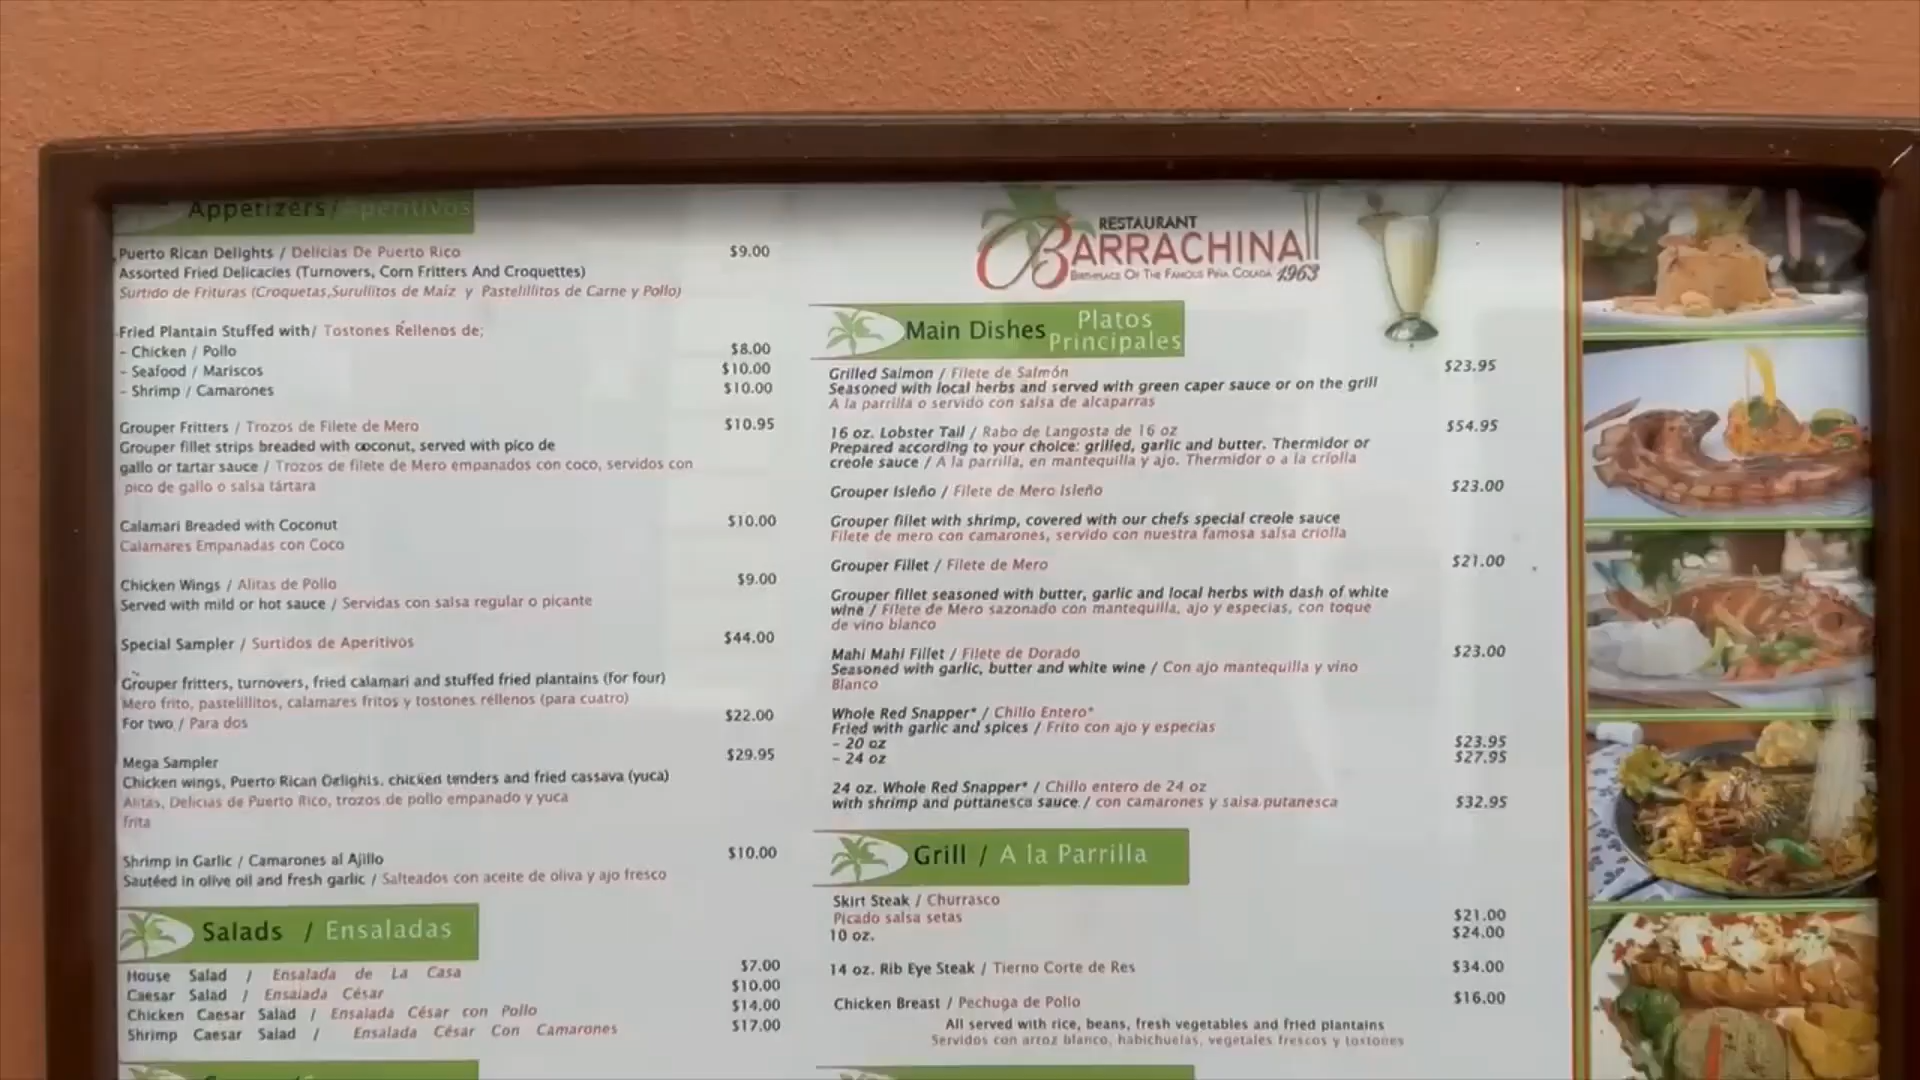 Appetizers/Aperitivos
Puerto Rican Delights / Delicias De Puerto Rico $9.00
Assorted Fried Delicacies (Turnovers, Corn Fritters And Croquettes)
Surtido de Frituras (Croquetas,Surullitos de Maíz y Pastelillitos de Carne y Pollo)
Fried Plantain Stuffed with/ Tostones Rellenos de;
- Chicken / Pollo $8.00
- Seafood / Mariscos $10.00
- Shrimp / Camarones $10.00
Grouper Fritters / Trozos de Filete de Mero $10.95
Grouper fillet strips breaded with coconut, served with pico de
gallo or tartar sauce / Trozos de filete de Mero empanados con coco, servidos con
pico de gallo o salsa tártara
Calamari Breaded with Coconut $10.00
Calamares Empanadas con Coco
Chicken Wings / Alitas de Pollo $9.00
Served with mild or hot sauce / Servidas con salsa regular o picante
Special Sampler / Surtidos de Aperitivos $44.00
Grouper fritters, turnovers, fried calamari and stuffed fried plantains (for four)
Mero frito, pastelillitos, calamares fritos y tostones rellenos (para cuatro)
For two / Para dos $22.00
Mega Sampler $29.95
Chicken wings, Puerto Rican Delights, chicken tenders and fried cassava (yuca)
Alitas, Delicias de Puerto Rico, trozos de pollo empanado y yuca
frita
Shrimp in Garlic / Camarones al Ajillo $10.00
Sautéed in olive oil and fresh garlic / Salteados con aceite de oliva y ajo fresco
Salads / Ensaladas
House Salad / Ensalada de La Casa $7.00
Caesar Salad / Ensalada César $10.00
Chicken Caesar Salad / Ensalada César con Pollo $14.00
Shrimp Caesar Salad / Ensalada César Con Camarones $17.00
RESTAURANT
BARRACHINA
Birthplace Of The Famous Piña Colada 1963
Main Dishes Platos
Principales
Grilled Salmon / Filete de Salmón $23.95
Seasoned with local herbs and served with green caper sauce or on the grill
A la parrilla o servido con salsa de alcaparras
16 oz. Lobster Tail / Rabo de Langosta de 16 oz $54.95
Prepared according to your choice: grilled, garlic and butter. Thermidor or
creole sauce / A la parrilla, en mantequilla y ajo. Thermidor o a la criolla
Grouper Isleño / Filete de Mero Isleño $23.00
Grouper fillet with shrimp, covered with our chefs special creole sauce
Filete de mero con camarones, servido con nuestra famosa salsa criolla
Grouper Fillet / Filete de Mero $21.00
Grouper fillet seasoned with butter, garlic and local herbs with dash of white
wine / Filete de Mero sazonado con mantequilla, ajo y especias, con toque
de vino blanco
Mahi Mahi Fillet / Filete de Dorado $23.00
Seasoned with garlic, butter and white wine / Con ajo mantequilla y vino
Blanco
Whole Red Snapper* / Chillo Entero*
Fried with garlic and spices / Frito con ajo y especias
- 20 oz $23.95
- 24 oz $27.95
24 oz. Whole Red Snapper* / Chillo entero de 24 oz
with shrimp and puttanesca sauce / con camarones y salsa putanesca $32.95
Grill / A la Parrilla
Skirt Steak / Churrasco
Picado salsa setas $21.00
10 oz. $24.00
14 oz. Rib Eye Steak / Tierno Corte de Res $34.00
Chicken Breast / Pechuga de Pollo $16.00
All served with rice, beans, fresh vegetables and fried plantains
Servidos con arroz blanco, habichuelas, vegetales frescos y tostones